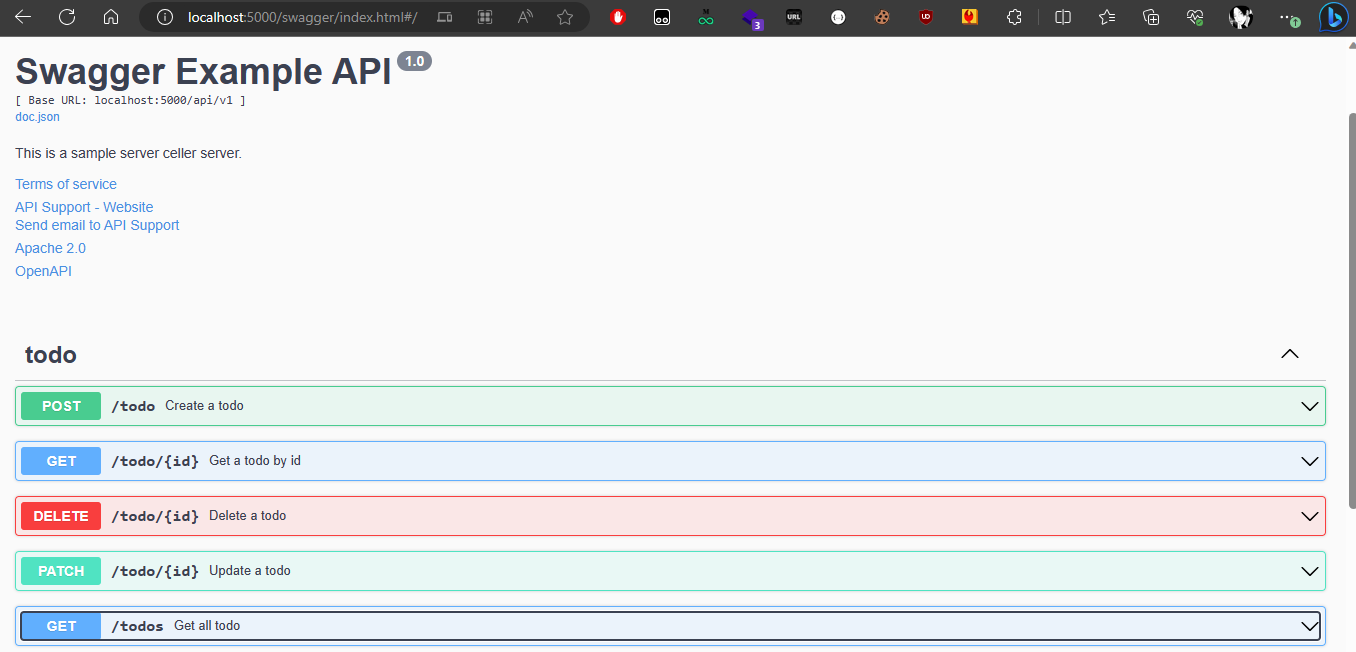 localhost:5000/swagger/index.html#/
N
3
URL
UD
Swagger Example API 1.0
[ Base URL: localhost:5000/api/v1 ]
doc.json
This is a sample server celler server.
Terms of service
API Support - Website
Send email to API Support
Apache 2.0
OpenAPI
todo
POST /todo Create a todo
GET /todo/{id} Get a todo by id
DELETE /todo/{id} Delete a todo
PATCH /todo/{id} Update a todo
GET /todos Get all todo